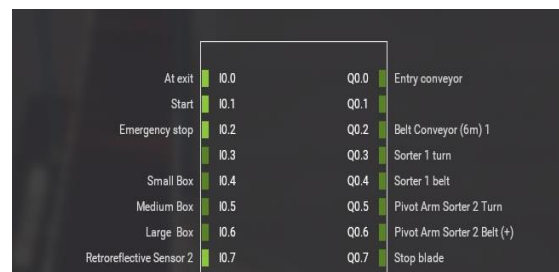 At exit I0.0 Q0.0 Entry conveyor
Start I0.1 Q0.1
Emergency stop I0.2 Q0.2 Belt Conveyor (6m) 1
I0.3 Q0.3 Sorter 1 turn
Small Box I0.4 Q0.4 Sorter 1 belt
Medium Box I0.5 Q0.5 Pivot Arm Sorter 2 Turn
Large Box I0.6 Q0.6 Pivot Arm Sorter 2 Belt (+)
Retroreflective Sensor 2 I0.7 Q0.7 Stop blade